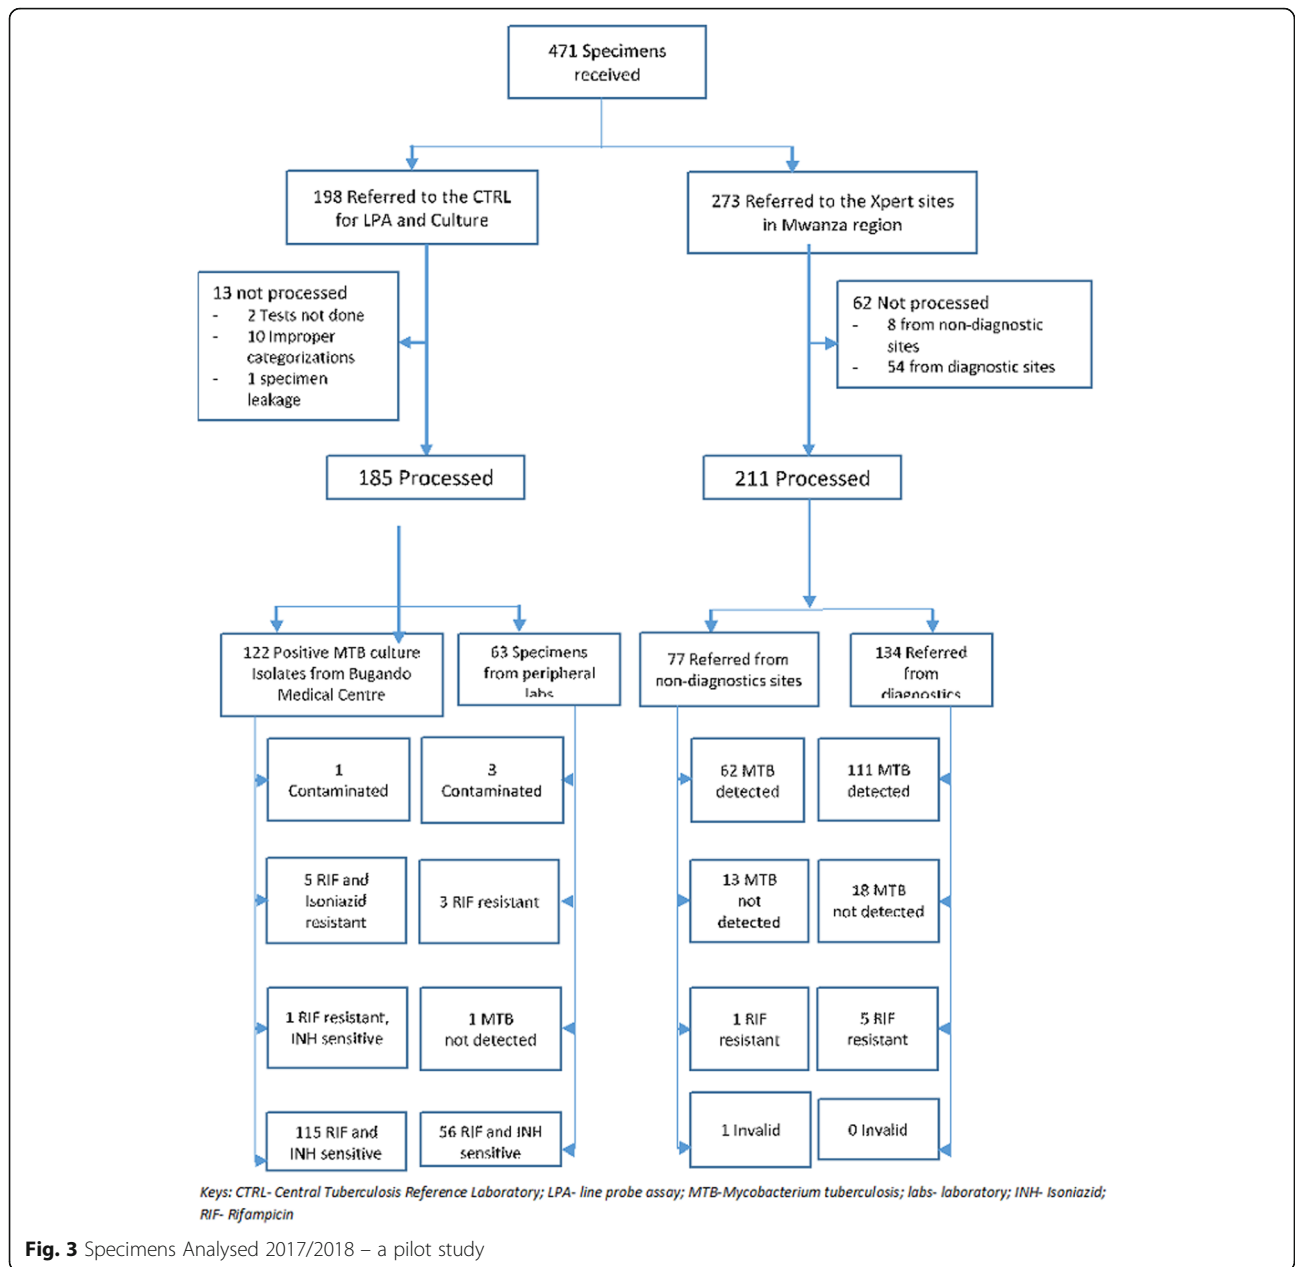 471 Specimens
received
198 Referred to the CTRL
for LPA and Culture
273 Referred to the Xpert sites
in Mwanza region
13 not processed
- 2 Tests not done
- 10 Improper
categorizations
- 1 specimen
leakage
62 Not processed
- 8 from non-diagnostic
sites
- 54 from diagnostic sites
185 Processed
211 Processed
122 Positive MTB culture
Isolates from Bugando
Medical Centre
63 Specimens
from peripheral
labs
77 Referred from
non-diagnostics sites
134 Referred
from
diagnostics
1
Contaminated
3
Contaminated
62 MTB
detected
111 MTB
detected
5 RIF and
Isoniazid
resistant
3 RIF resistant
13 MTB
not
detected
18 MTB
not detected
1 RIF resistant,
INH sensitive
1 MTB
not detected
1 RIF
resistant
5 RIF
resistant
115 RIF and
INH sensitive
56 RIF and INH
sensitive
1 Invalid
0 Invalid
Keys: CTRL- Central Tuberculosis Reference Laboratory; LPA- line probe assay; MTB-Mycobacterium tuberculosis; labs- laboratory; INH- Isoniazid;
RIF- Rifampicin
Fig. 3 Specimens Analysed 2017/2018 – a pilot study